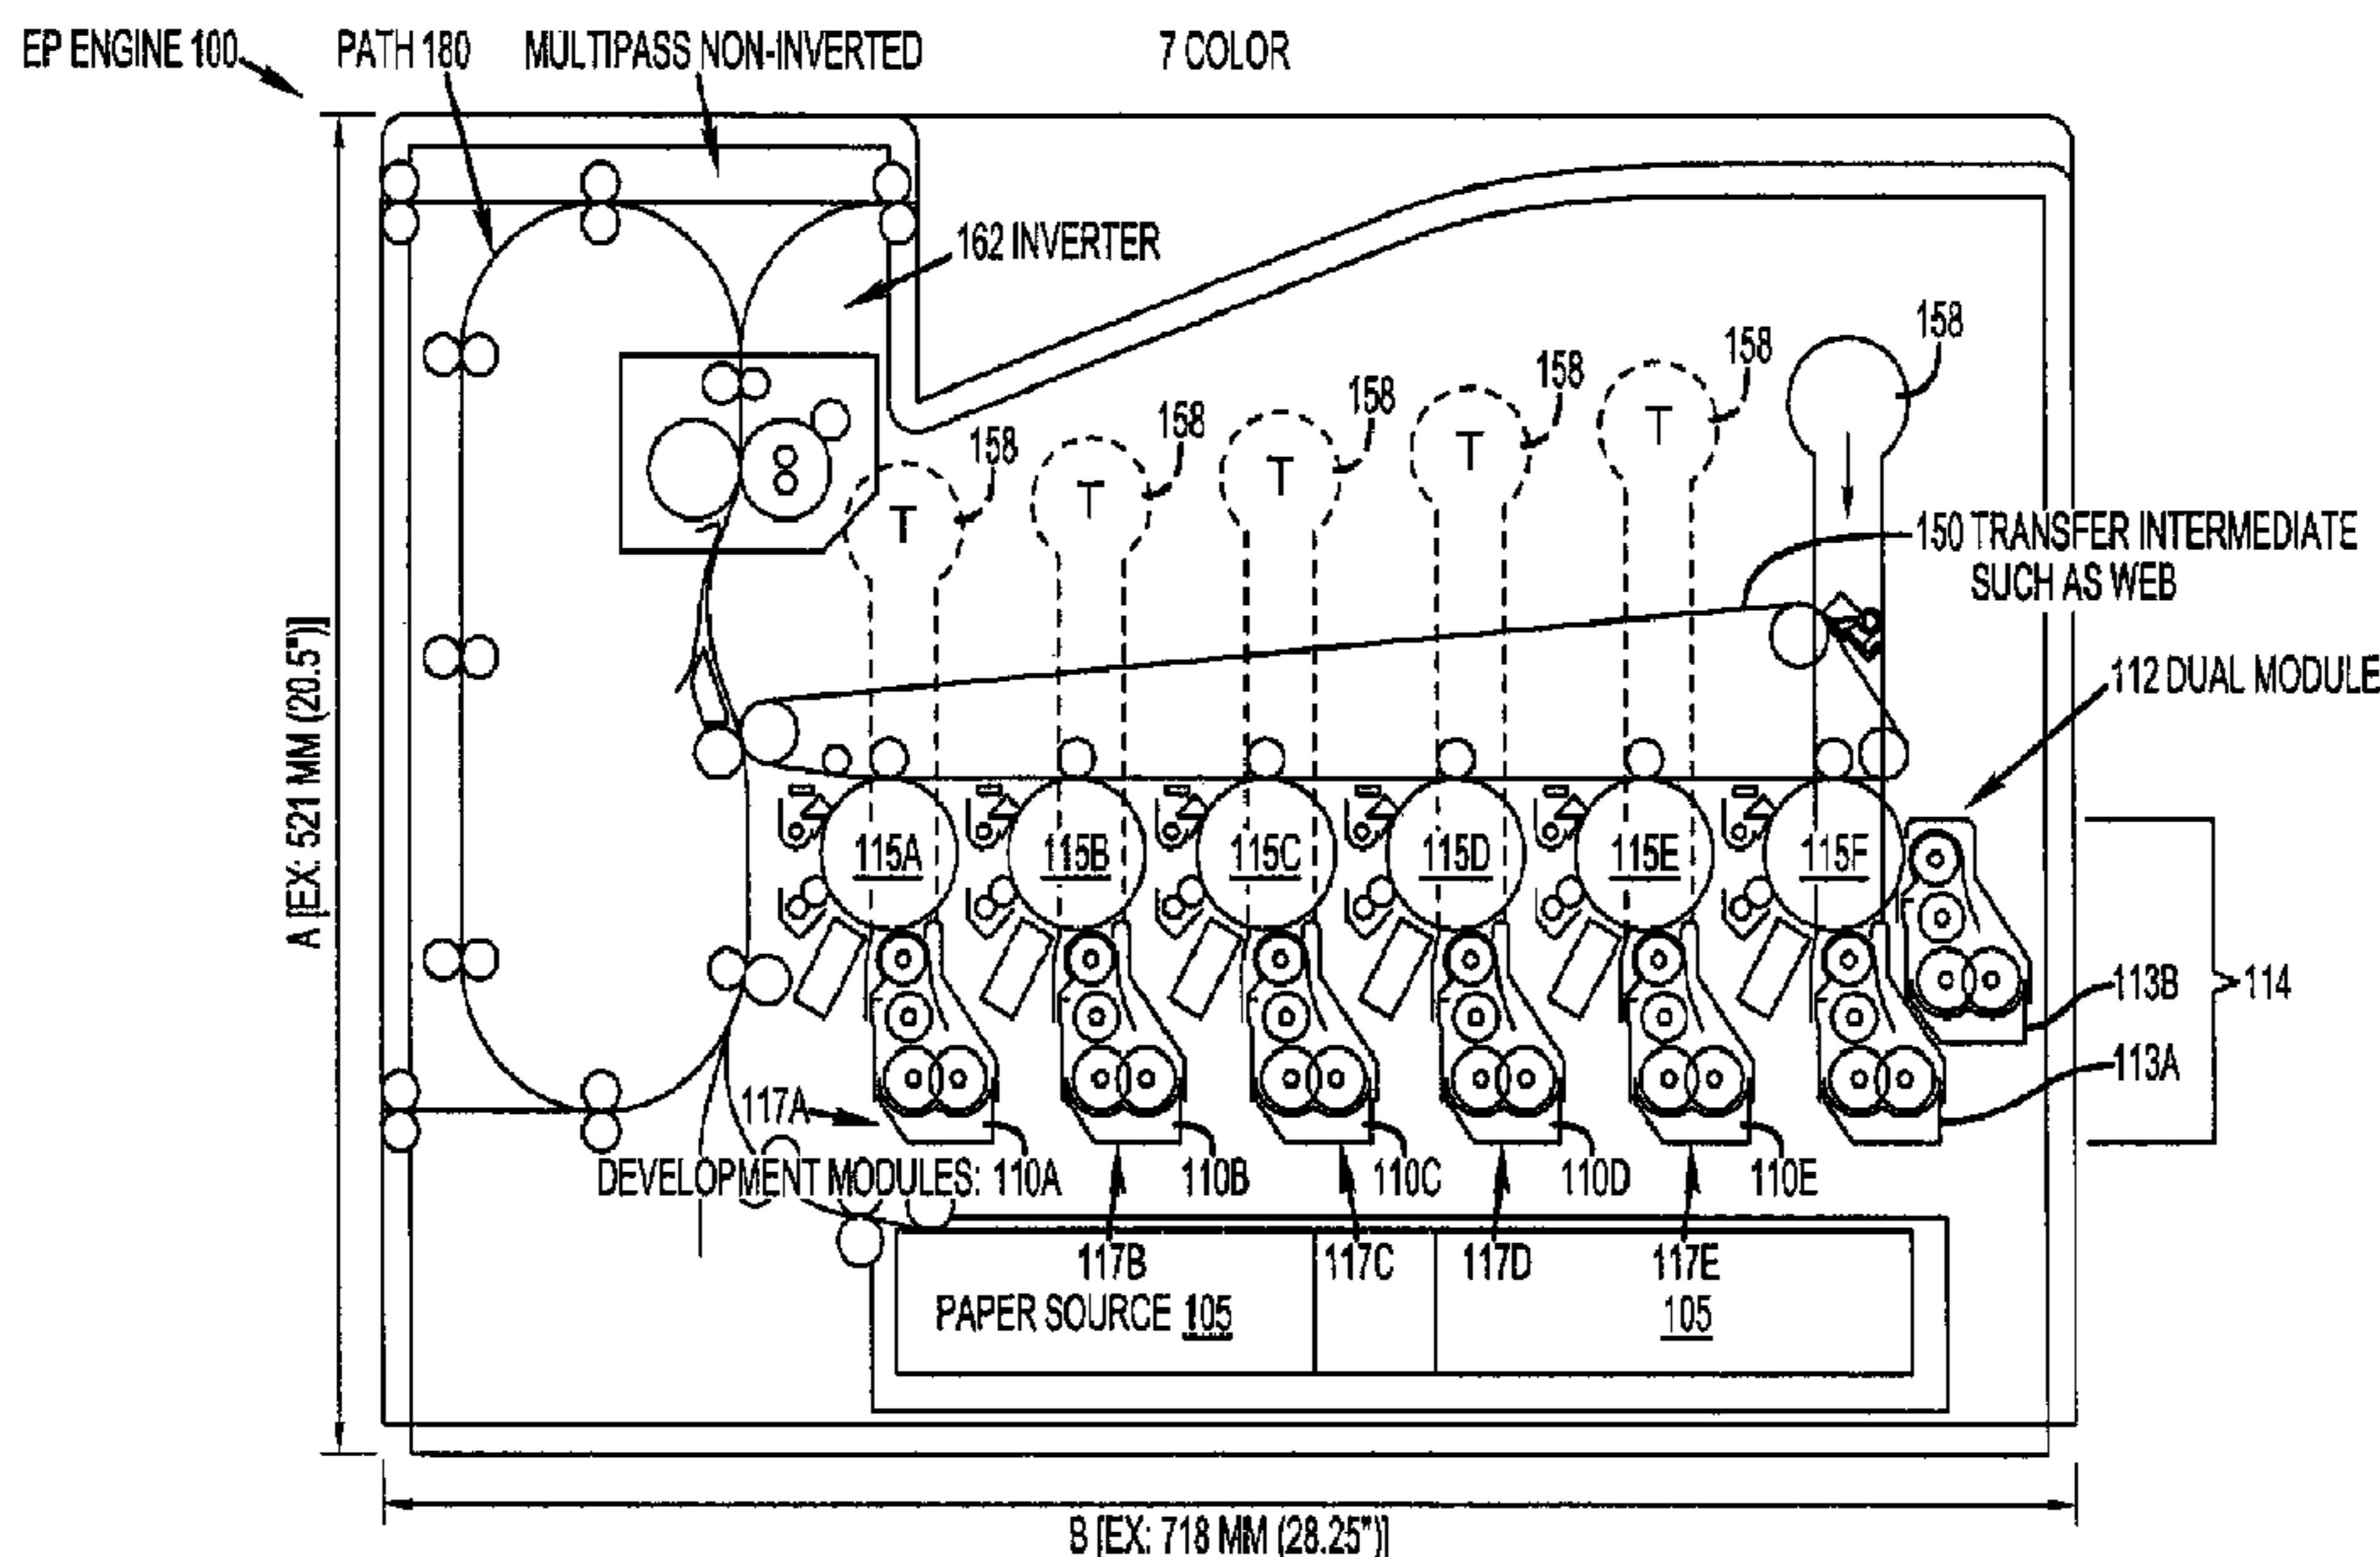 EP ENGINE 100
PATH 180
MULTIPASS NON-INVERTED
7 COLOR
162 INVERTER
158
158
158
158
158
158
T
T
T
T
T
150 TRANSFER INTERMEDIATE
SUCH AS WEB
112 DUAL MODULE
A [EX: 521 MM (20.5")]
115A
115B
115C
115D
115E
115F
113B
114
113A
117A
DEVELOPMENT MODULES: 110A
110B
110C
110D
110E
117B
117C
117D
117E
PAPER SOURCE 105
105
B [EX: 718 MM (28.25")]